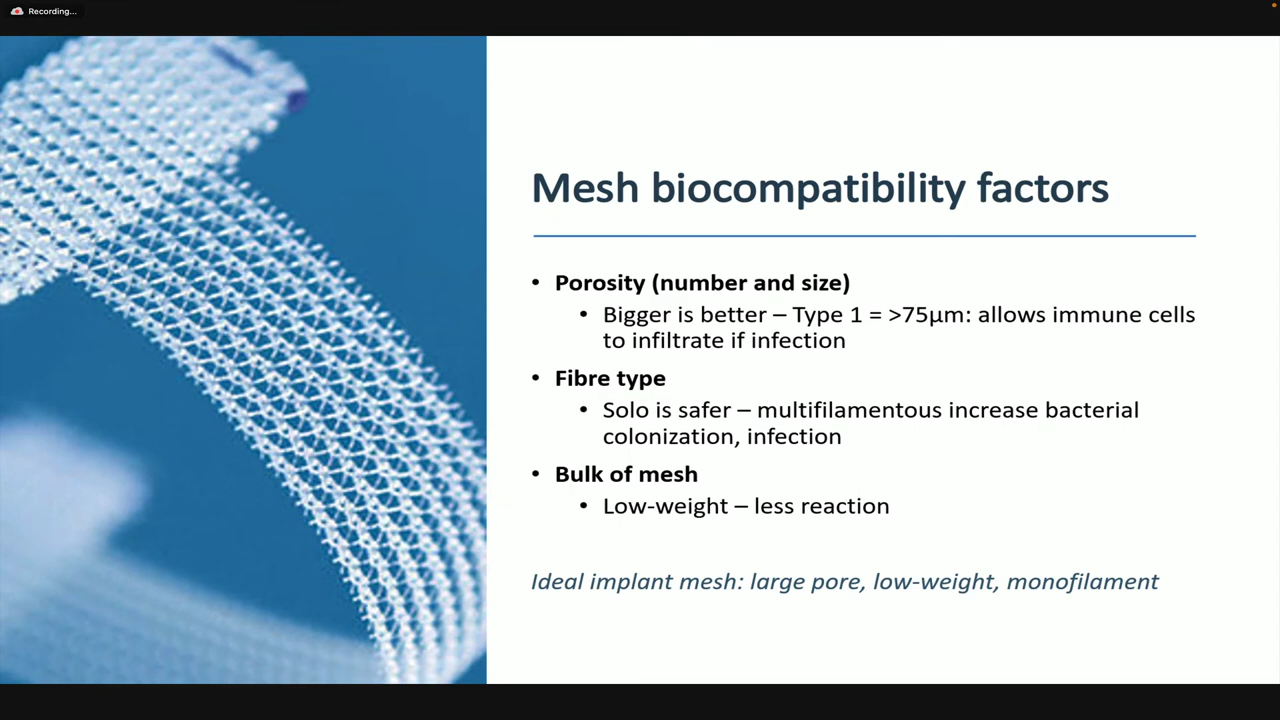 Recording...
Mesh biocompatibility factors
• Porosity (number and size)
• Bigger is better – Type 1 = >75µm: allows immune cells
to infiltrate if infection
• Fibre type
• Solo is safer – multifilamentous increase bacterial
colonization, infection
• Bulk of mesh
• Low-weight – less reaction
Ideal implant mesh: large pore, low-weight, monofilament